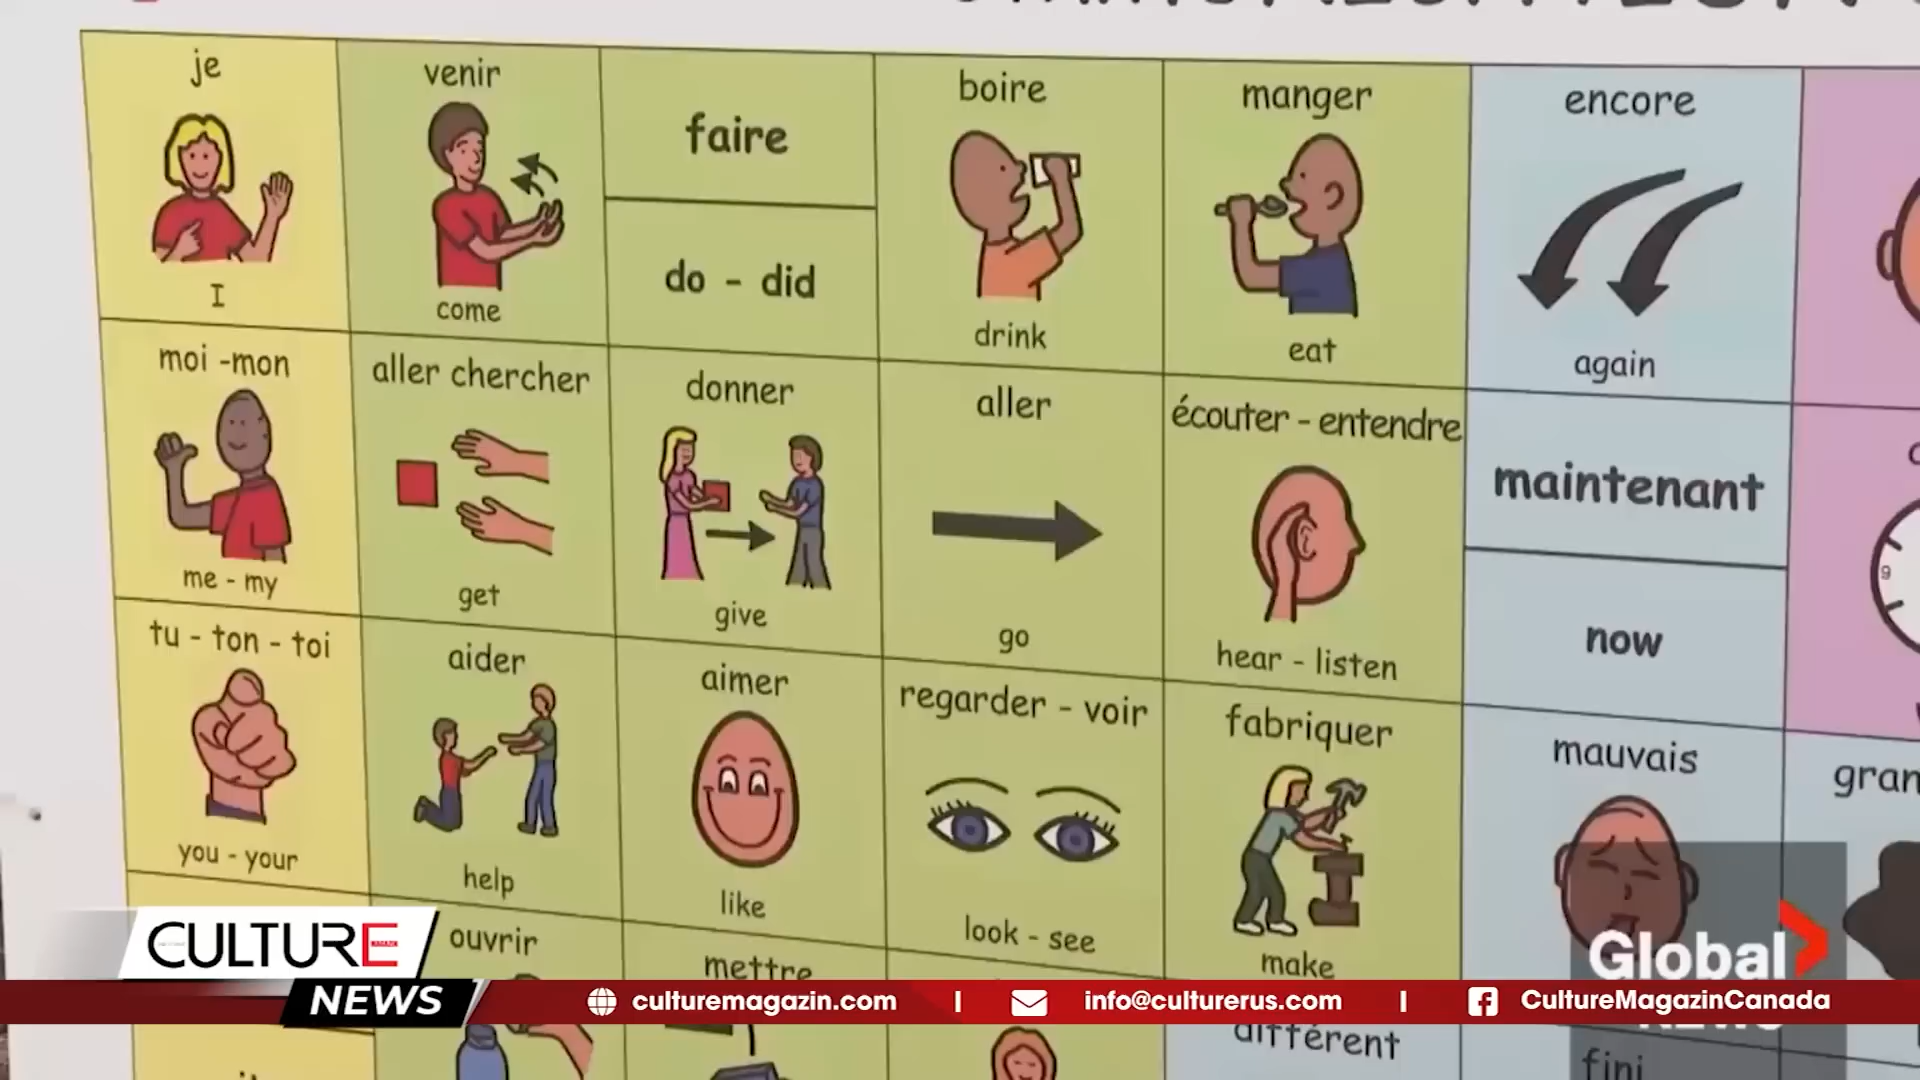 je
I
venir
come
faire
do - did
boire
drink
manger
eat
encore
again
moi -mon
me - my
aller chercher
get
donner
give
aller
go
écouter - entendre
hear - listen
maintenant
now
9
tu - ton - toi
you - your
aider
help
aimer
like
regarder - voir
look - see
fabriquer
make
mauvais
gran
ouvrir
mettre
différent
fini
Global
NEWS
CULTURE
NEWS
culturemagazin.com | info@culturerus.com | CultureMagazinCanada